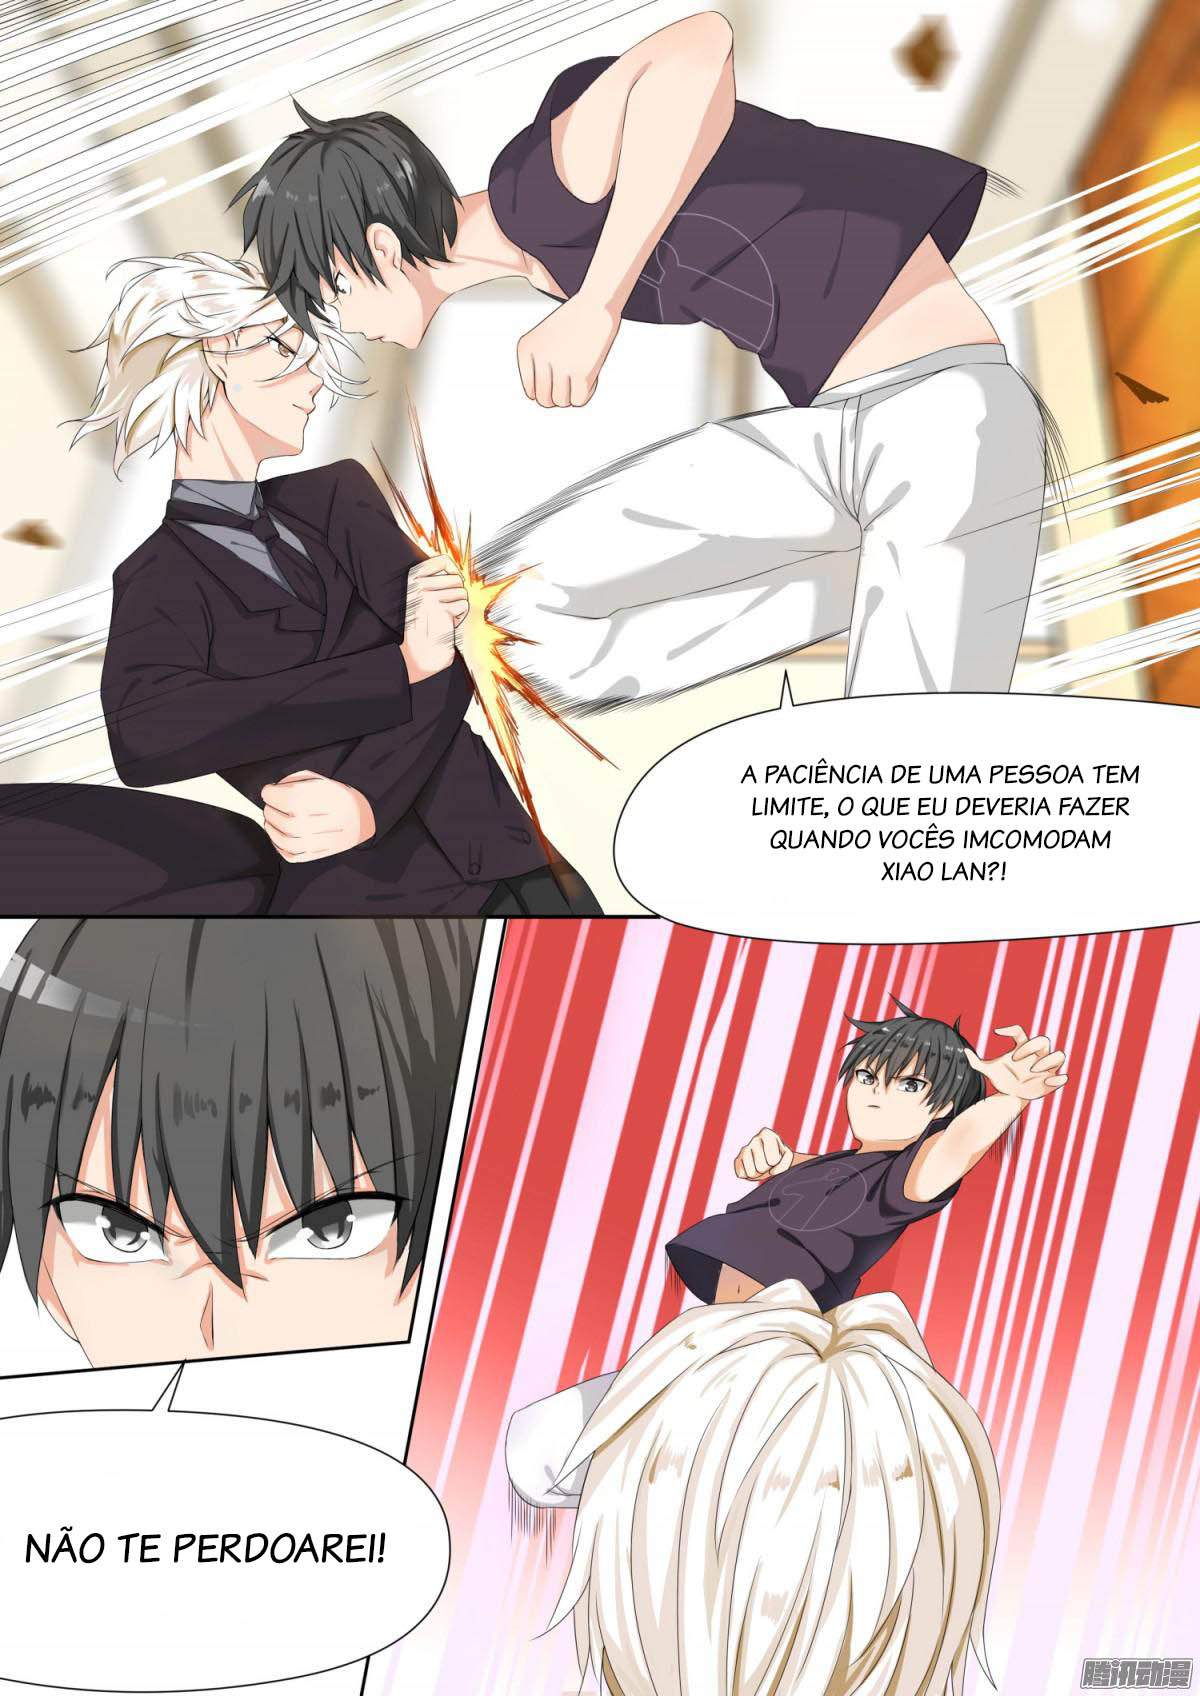 A PACIÊNCIA DE UMA PESSOA TEM
LIMITE, O QUE EU DEVERIA FAZER
QUANDO VOCÊS IMCOMODAM
XIAO LAN?!
NÃO TE PERDOAREI!
腾讯动漫